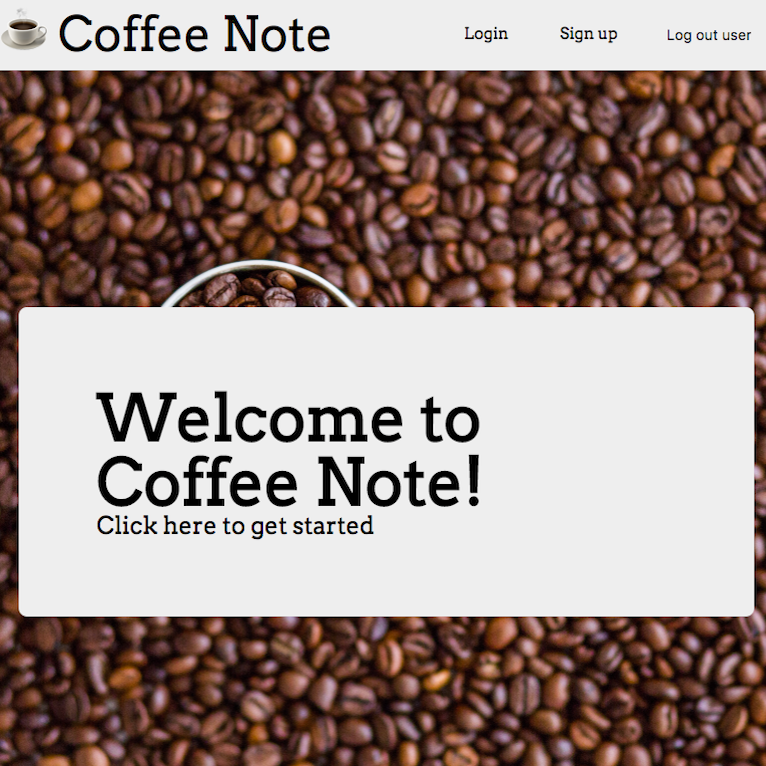 Coffee Note
Login
Sign up
Log out user
Welcome to
Coffee Note!
Click here to get started